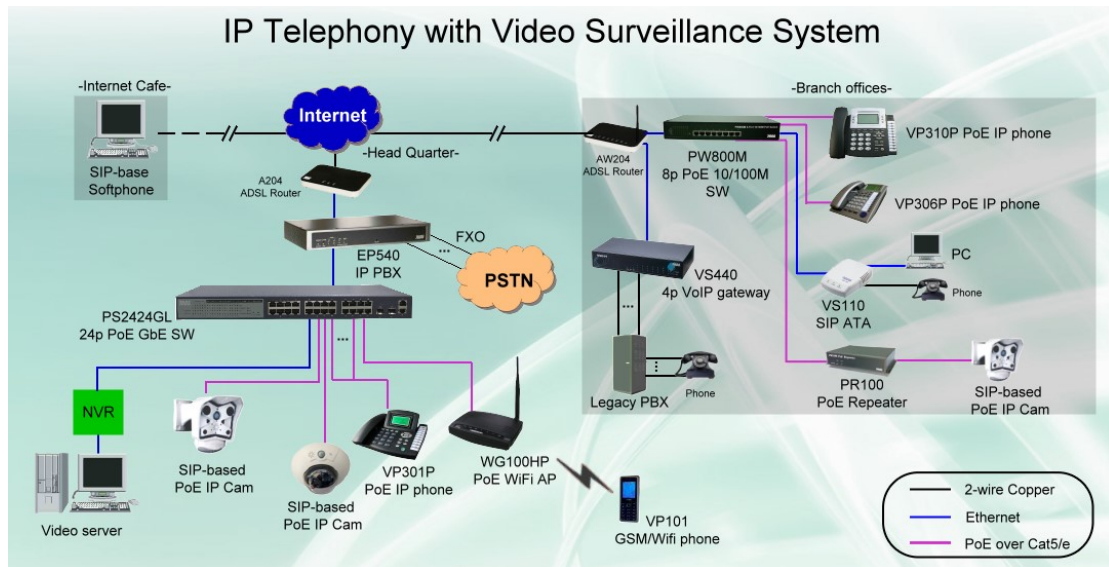 IP Telephony with Video Surveillance System
-Internet Cafe-
SIP-base
Softphone
Internet
-Head Quarter-
A204
ADSL Router
EP540
IP PBX
FXO
...
PSTN
PS2424GL
24p PoE GbE SW
...
NVR
Video server
SIP-based
PoE IP Cam
SIP-based
PoE IP Cam
VP301P
PoE IP phone
WG100HP
PoE WiFi AP
VP101
GSM/Wifi phone
-Branch offices-
AW204
ADSL Router
PW800M
8p PoE 10/100M
SW
VP310P PoE IP phone
VP306P PoE IP phone
VS440
4p VoIP gateway
...
Legacy PBX
Phone
PC
VS110
SIP ATA
Phone
PR100
PoE Repeater
SIP-based
PoE IP Cam
2-wire Copper
Ethernet
PoE over Cat5/e